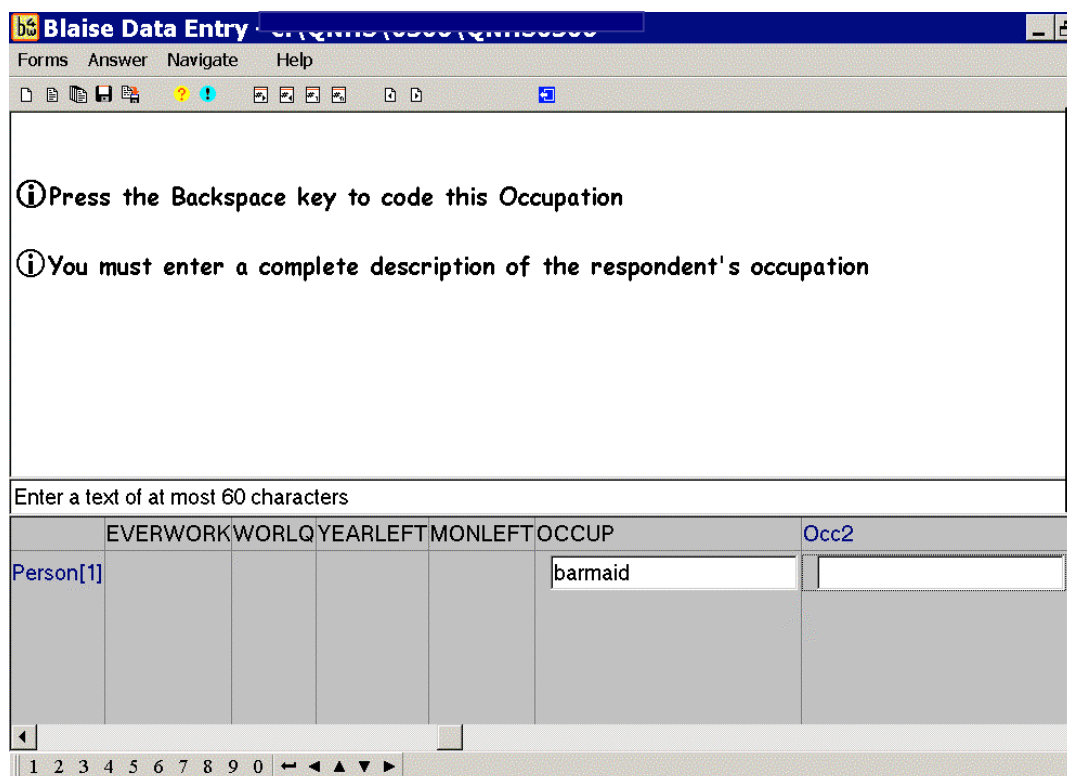 Blaise Data Entry -
Forms Answer Navigate Help
Press the Backspace key to code this Occupation
You must enter a complete description of the respondent's occupation
Enter a text of at most 60 characters
EVERWORK WORLQ YEARLEFT MONLEFT OCCUP Occ2
Person[1] barmaid
1 2 3 4 5 6 7 8 9 0